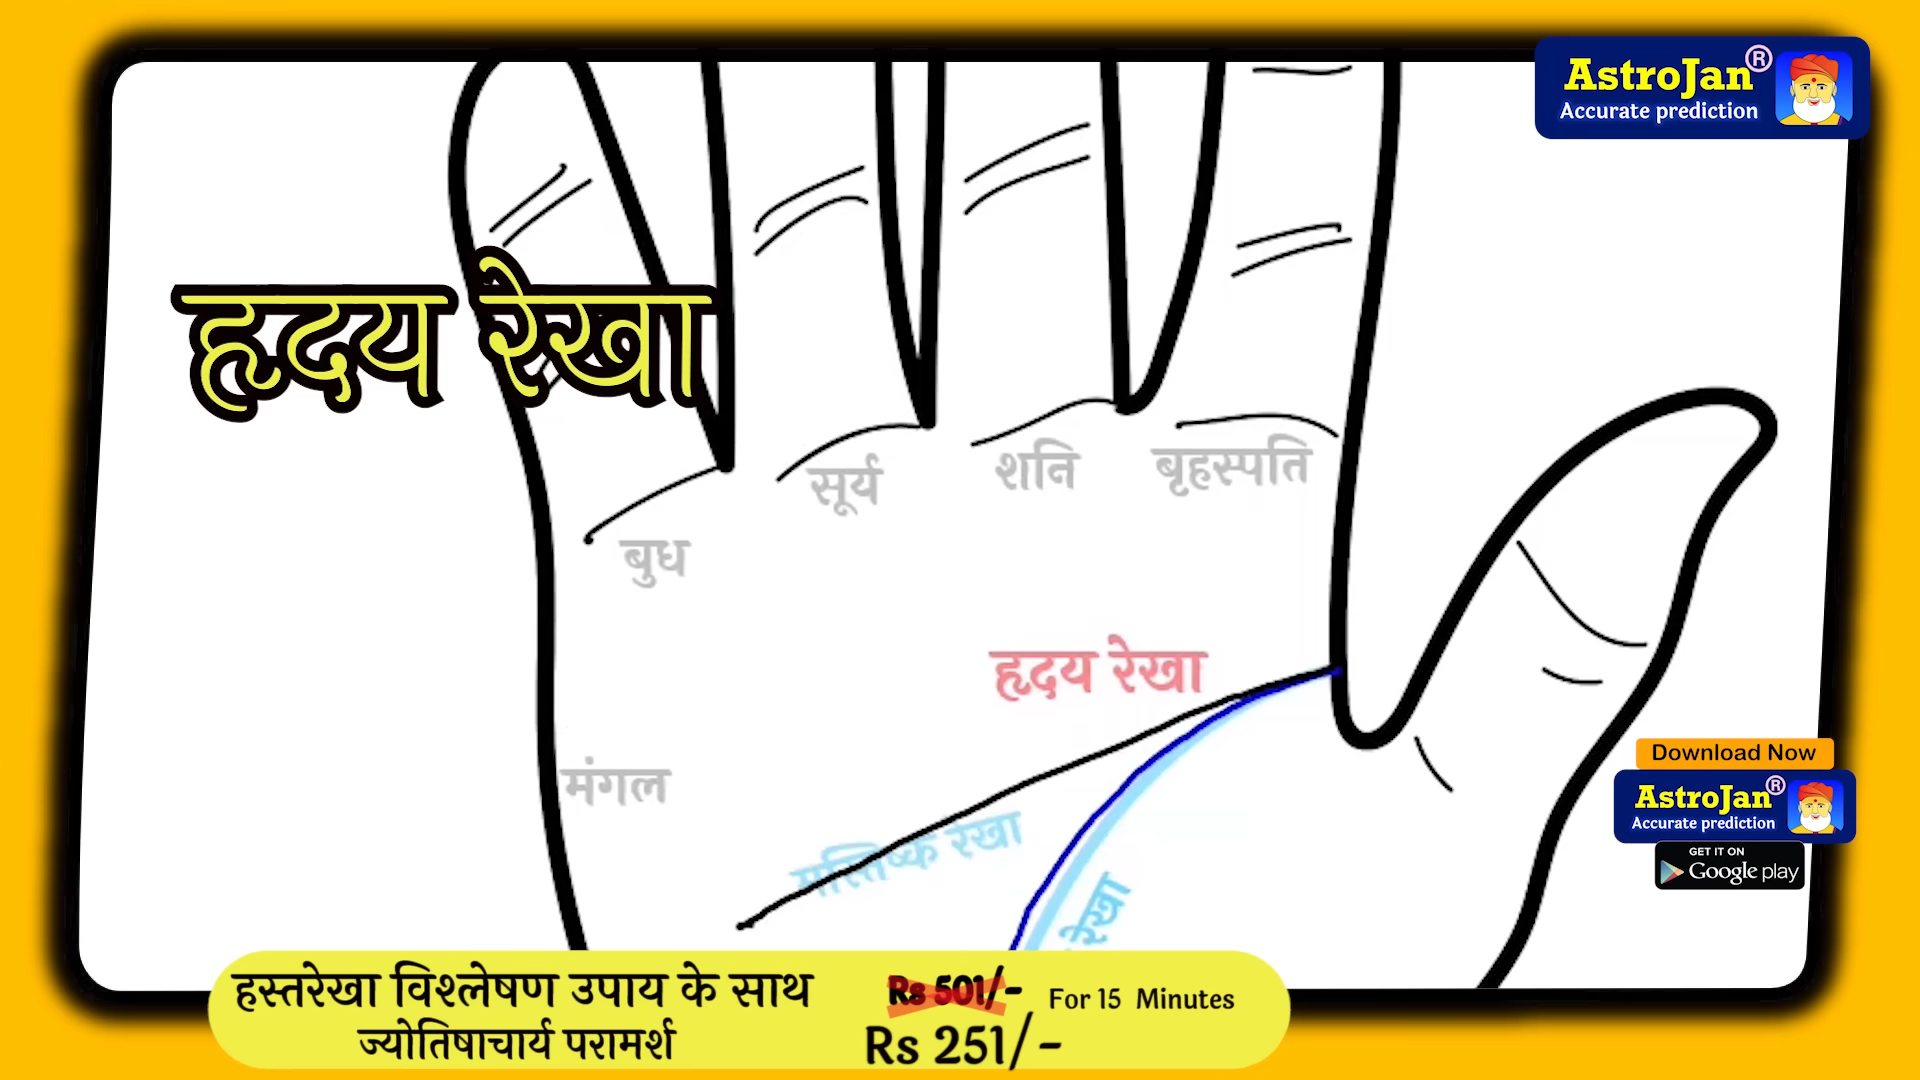 AstroJan®
Accurate prediction
हृदय रेखा
सूर्य
शनि
बृहस्पति
बुध
हृदय रेखा
मंगल
मस्तिष्क रेखा
रेखा
Download Now
AstroJan®
Accurate prediction
GET IT ON
Google play
हस्तरेखा विश्लेषण उपाय के साथ
ज्योतिषाचार्य परामर्श
Rs 501/-
For 15 Minutes
Rs 251/-